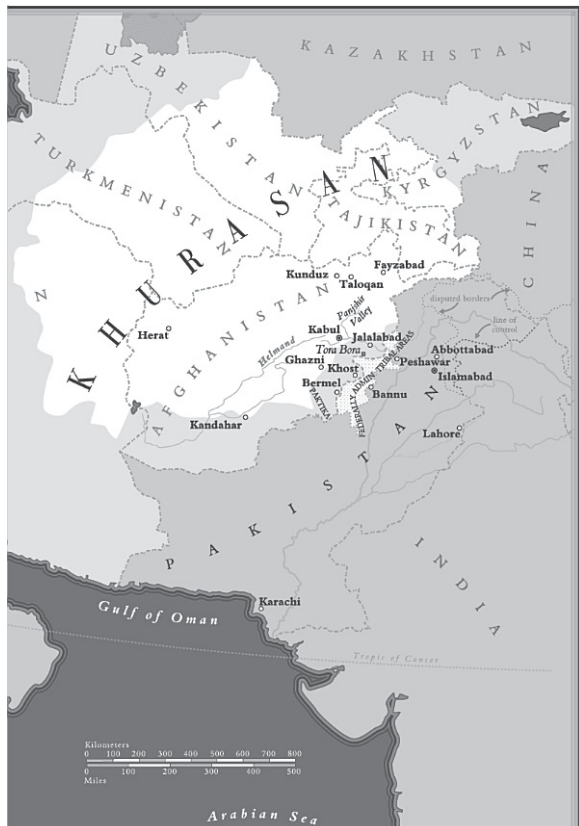 KAZAKHSTAN
UZBEKISTAN
KYRGYZSTAN
TURKMENISTAN
TAJIKISTAN
CHINA
KHURASAN
N
Fayzabad
Kunduz
Taloqan
disputed borders
Panjshir
Valley
line of
control
AFGHANISTAN
Herat
Kabul
Jalalabad
Helmand
Tora Bora
Abbottabad
Ghazni
Peshawar
Khost
Islamabad
FEDERALLY ADMIN. TRIBAL AREAS
Bermel
PAKTIKA
Bannu
Kandahar
Lahore
PAKISTAN
INDIA
Karachi
Gulf of Oman
Tropic of Cancer
Kilometers
0 100 200 300 400 500 600 700 800
0 100 200 300 400 500
Miles
Arabian Sea